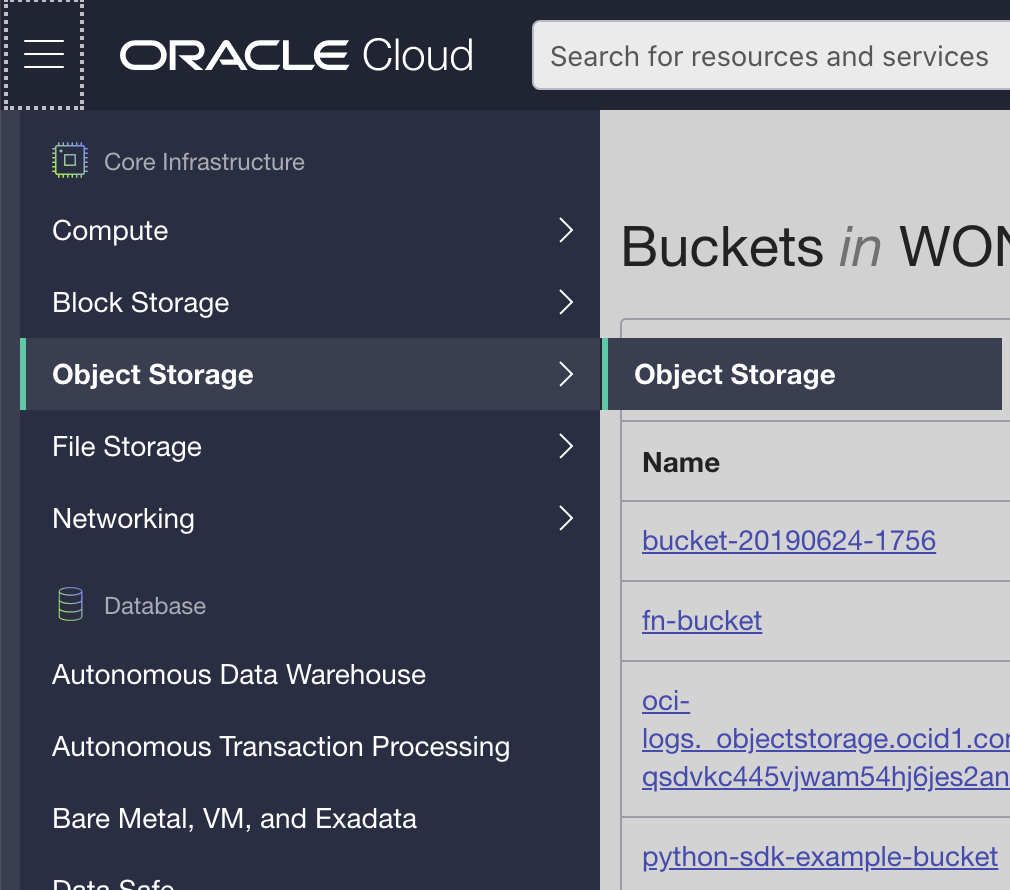 ORACLE Cloud
Search for resources and services
Core Infrastructure
Compute
Block Storage
Object Storage
File Storage
Networking
Database
Autonomous Data Warehouse
Autonomous Transaction Processing
Bare Metal, VM, and Exadata
Data Safe
Object Storage
Buckets in
Name
bucket-20190624-1756
fn-bucket
oci-
logs._objectstorage.ocid1.co
qsdvkc445vjwam54hj6jes2an
python-sdk-example-bucket